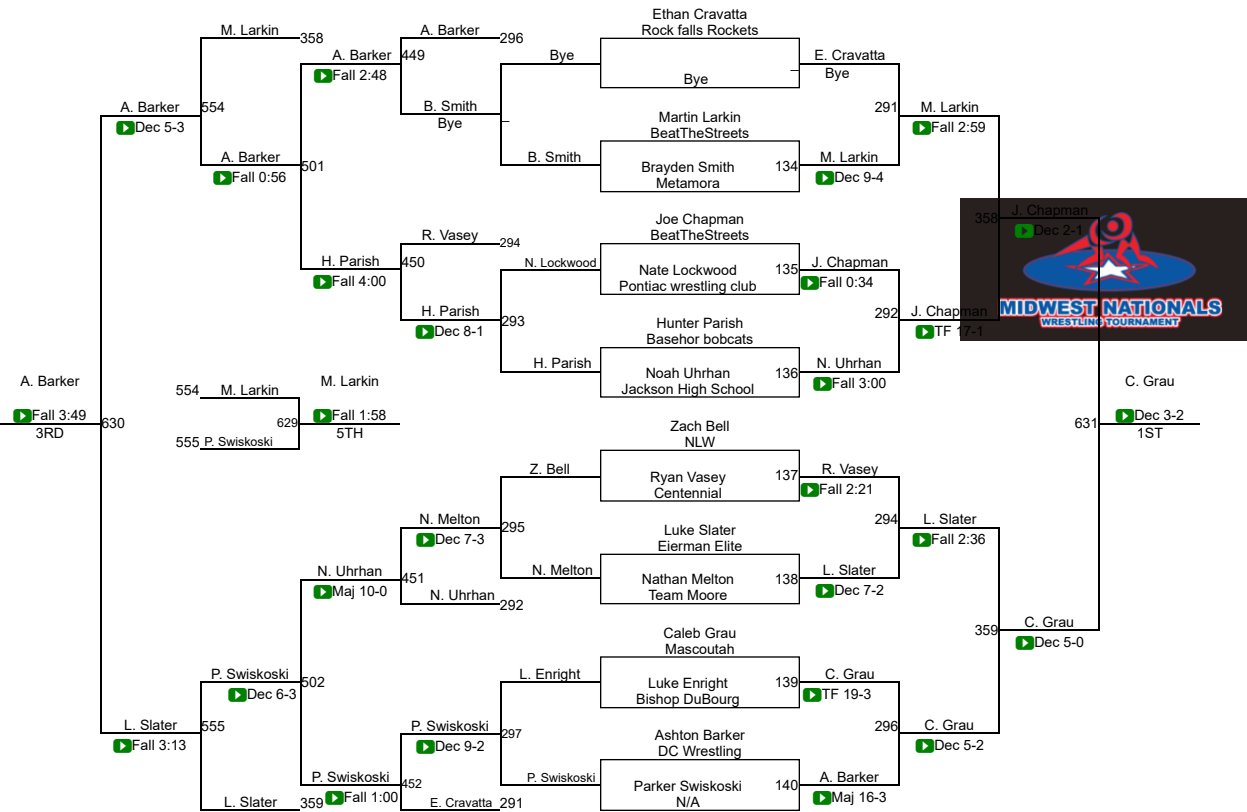 Ethan Cravatta
Rock falls Rockets
M. Larkin 358
A. Barker 296
A. Barker 449
Fall 2:48
Bye
Bye
E. Cravatta
Bye
A. Barker 554
Dec 5-3
B. Smith
Bye
291
M. Larkin
Fall 2:59
Martin Larkin
BeatTheStreets
A. Barker 501
Fall 0:56
B. Smith
Brayden Smith 134
Metamora
M. Larkin
Dec 9-4
Joe Chapman
BeatTheStreets
358
J. Chapman
Dec 2-1
R. Vasey 294
H. Parish 450
Fall 4:00
N. Lockwood
Nate Lockwood 135
Pontiac wrestling club
J. Chapman
Fall 0:34
H. Parish 293
Dec 8-1
292
J. Chapman
TF 17-1
MIDWEST NATIONALS
WRESTLING TOURNAMENT
Hunter Parish
Basehor bobcats
H. Parish
Noah Uhrhan 136
Jackson High School
N. Uhrhan
Fall 3:00
A. Barker
Fall 3:49
3RD
630
554 M. Larkin
555 P. Swiskoski
629
M. Larkin
Fall 1:58
5TH
C. Grau
631
Dec 3-2
1ST
Zach Bell
NLW
Z. Bell
Ryan Vasey 137
Centennial
R. Vasey
Fall 2:21
N. Melton 295
Dec 7-3
294
L. Slater
Fall 2:36
Luke Slater
Eierman Elite
N. Uhrhan 451
Maj 10-0
N. Melton
Nathan Melton 138
Team Moore
L. Slater
Dec 7-2
N. Uhrhan 292
359
C. Grau
Dec 5-0
Caleb Grau
Mascoutah
P. Swiskoski 502
Dec 6-3
L. Enright
Luke Enright 139
Bishop DuBourg
C. Grau
TF 19-3
L. Slater 555
Fall 3:13
P. Swiskoski 297
Dec 9-2
296
C. Grau
Dec 5-2
Ashton Barker
DC Wrestling
P. Swiskoski 452
Fall 1:00
P. Swiskoski
Parker Swiskoski 140
N/A
A. Barker
Maj 16-3
L. Slater 359
E. Cravatta 291